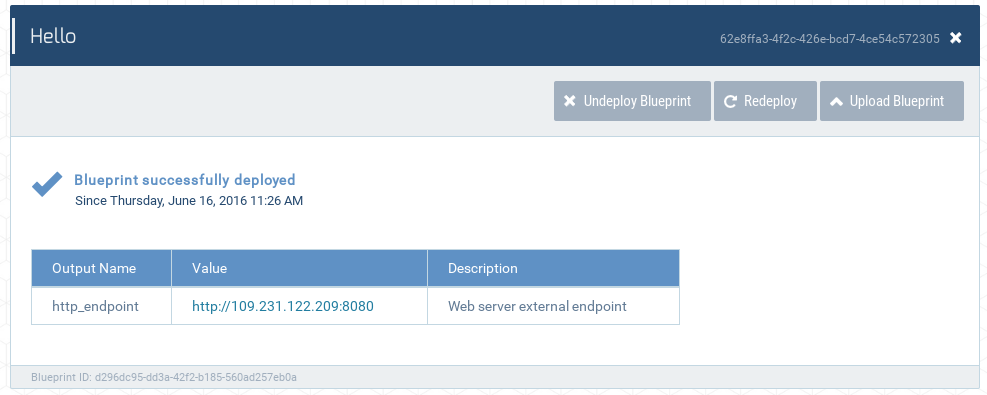 Hello
62e8ffa3-4f2c-426e-bcd7-4ce54c572305
Undeploy Blueprint Redeploy Upload Blueprint
Blueprint successfully deployed
Since Thursday, June 16, 2016 11:26 AM
Output Name Value Description
http_endpoint http://109.231.122.209:8080 Web server external endpoint
Blueprint ID: d296dc95-dd3a-42f2-b185-560ad257eb0a